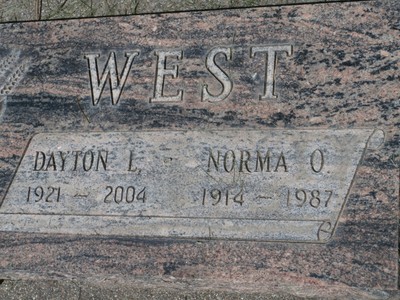 WEST
DAYTON L. NORMA O.
1921 – 2004 1914 – 1987